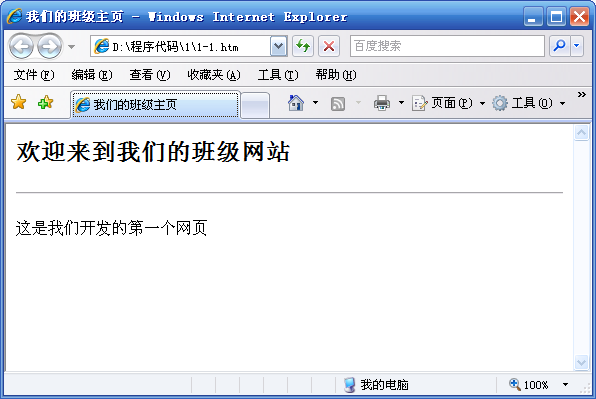 我们的班级主页 - Windows Internet Explorer
D:\程序代码\1\1-1.htm
百度搜索
文件(F) 编辑(E) 查看(V) 收藏夹(A) 工具(T) 帮助(H)
我们的班级主页
页面(P) 工具(O) »
欢迎来到我们的班级网站
这是我们开发的第一个网页
我的电脑 100%